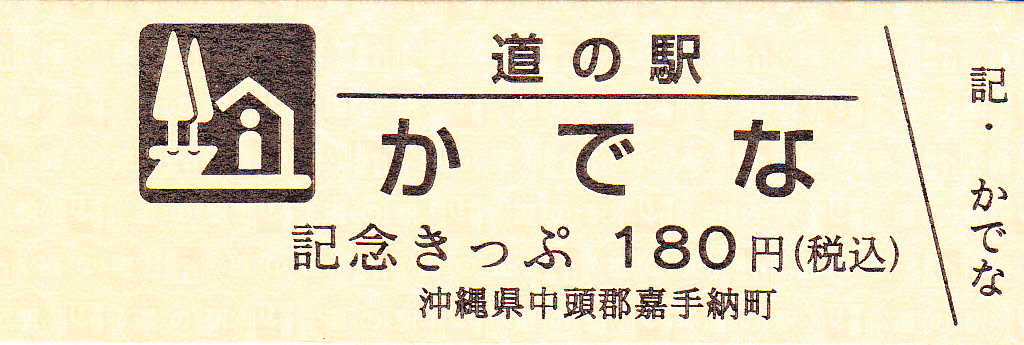 道の駅
かでな
記念きっぷ 180円(税込)
沖縄県中頭郡嘉手納町
記・かでな